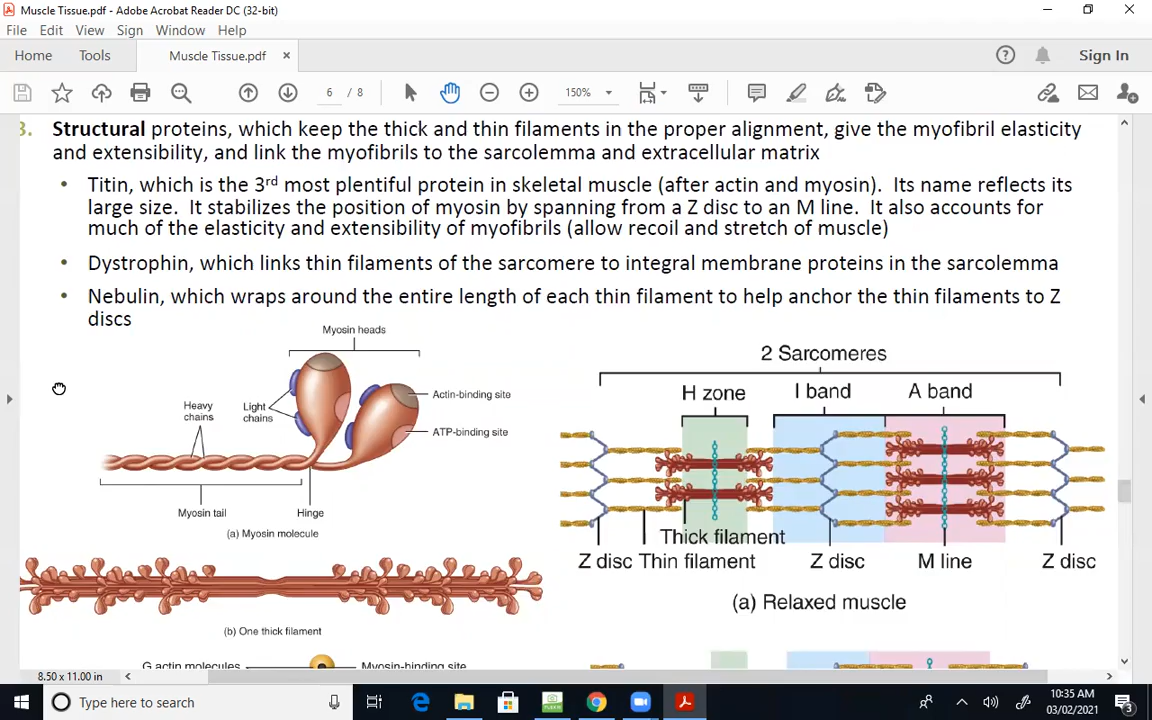 Muscle Tissue.pdf - Adobe Acrobat Reader DC (32-bit)
File Edit View Sign Window Help
Home Tools Muscle Tissue.pdf × Sign In
6 / 8 150%
3. Structural proteins, which keep the thick and thin filaments in the proper alignment, give the myofibril elasticity
and extensibility, and link the myofibrils to the sarcolemma and extracellular matrix
• Titin, which is the 3rd most plentiful protein in skeletal muscle (after actin and myosin). Its name reflects its
large size. It stabilizes the position of myosin by spanning from a Z disc to an M line. It also accounts for
much of the elasticity and extensibility of myofibrils (allow recoil and stretch of muscle)
• Dystrophin, which links thin filaments of the sarcomere to integral membrane proteins in the sarcolemma
• Nebulin, which wraps around the entire length of each thin filament to help anchor the thin filaments to Z
discs
Myosin heads
Heavy
chains
Light
chains
Actin-binding site
ATP-binding site
Myosin tail
Hinge
(a) Myosin molecule
(b) One thick filament
G actin molecules
Myosin-binding site
2 Sarcomeres
H zone I band A band
Thick filament
Z disc Thin filament Z disc M line Z disc
(a) Relaxed muscle
8.50 x 11.00 in
Type here to search
10:35 AM
03/02/2021
3